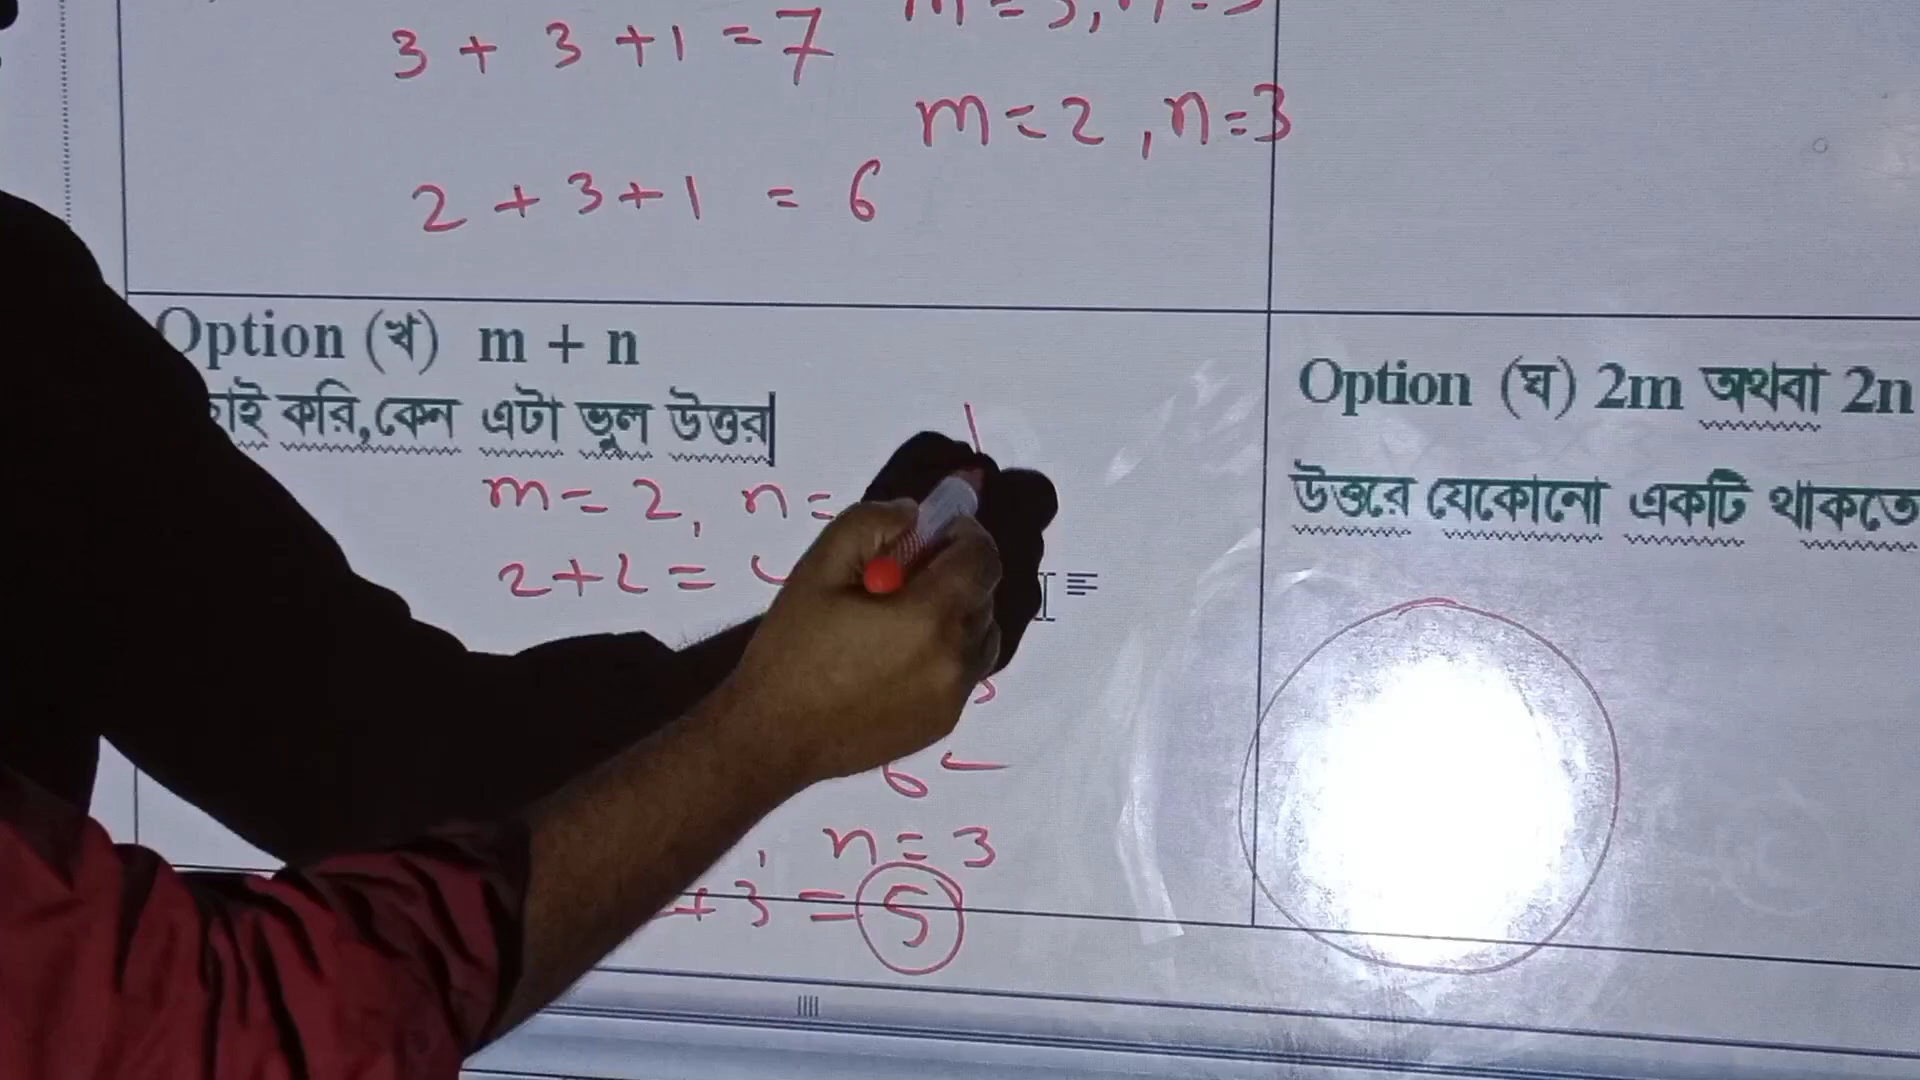 3 + 3 + 1 = 7
m = 2, n = 3
2 + 3 + 1 = 6
Option (খ) m + n
করি, কেন এটা ভুল উত্তর
m = 2, n =
2 + 2 =
6
n = 3
+ 3 = 5
Option (ঘ) 2m অথবা 2n
উত্তরে যেকোনো একটি থাকতে